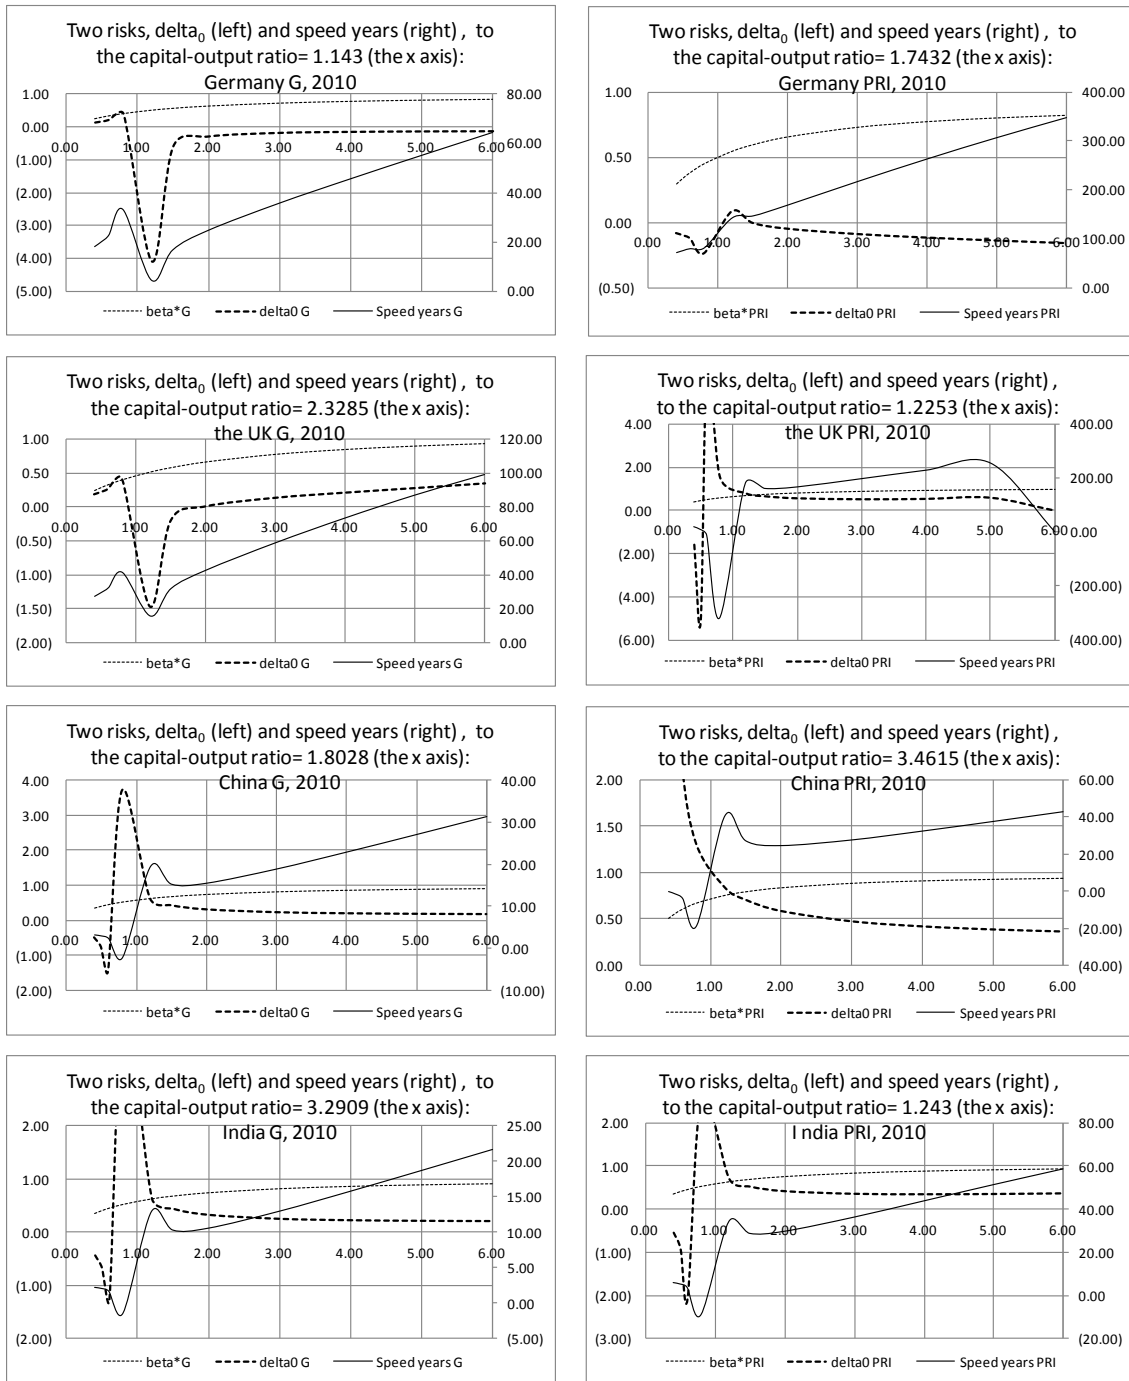 Two risks, delta0 (left) and speed years (right) , to
the capital-output ratio= 1.143 (the x axis):
Germany G, 2010
1.00
0.00
(1.00)
(2.00)
(3.00)
(4.00)
(5.00)
0.00 1.00 2.00 3.00 4.00 5.00 6.00
80.00
60.00
40.00
20.00
0.00
beta*G delta0 G Speed years G
Two risks, delta0 (left) and speed years (right) , to
the capital-output ratio= 1.7432 (the x axis):
Germany PRI, 2010
1.00
0.50
0.00
(0.50)
0.00 1.00 2.00 3.00 4.00 5.00 6.00
400.00
300.00
200.00
100.00
0.00
beta*PRI delta0 PRI Speed years PRI
Two risks, delta0 (left) and speed years (right) , to
the capital-output ratio= 2.3285 (the x axis):
the UK G, 2010
1.00
0.50
0.00
(0.50)
(1.00)
(1.50)
(2.00)
0.00 1.00 2.00 3.00 4.00 5.00 6.00
120.00
100.00
80.00
60.00
40.00
20.00
0.00
beta*G delta0 G Speed years G
Two risks, delta0 (left) and speed years (right) ,
to the capital-output ratio= 1.2253 (the x axis):
the UK PRI, 2010
4.00
2.00
0.00
(2.00)
(4.00)
(6.00)
0.00 1.00 2.00 3.00 4.00 5.00 6.00
400.00
200.00
0.00
(200.00)
(400.00)
beta*PRI delta0 PRI Speed years PRI
Two risks, delta0 (left) and speed years (right) , to
the capital-output ratio= 1.8028 (the x axis):
China G, 2010
4.00
3.00
2.00
1.00
0.00
(1.00)
(2.00)
0.00 1.00 2.00 3.00 4.00 5.00 6.00
40.00
30.00
20.00
10.00
0.00
(10.00)
beta*G delta0 G Speed years G
Two risks, delta0 (left) and speed years (right) ,
to the capital-output ratio= 3.4615 (the x axis):
China PRI, 2010
2.00
1.50
1.00
0.50
0.00
0.00 1.00 2.00 3.00 4.00 5.00 6.00
60.00
40.00
20.00
0.00
(20.00)
(40.00)
beta*PRI delta0 PRI Speed years PRI
Two risks, delta0 (left) and speed years (right) , to
the capital-output ratio= 3.2909 (the x axis):
India G, 2010
2.00
1.00
0.00
(1.00)
(2.00)
0.00 1.00 2.00 3.00 4.00 5.00 6.00
25.00
20.00
15.00
10.00
5.00
0.00
(5.00)
beta*G delta0 G Speed years G
Two risks, delta0 (left) and speed years (right) ,
to the capital-output ratio= 1.243 (the x axis):
I ndia PRI, 2010
2.00
1.00
0.00
(1.00)
(2.00)
(3.00)
0.00 1.00 2.00 3.00 4.00 5.00 6.00
80.00
60.00
40.00
20.00
0.00
(20.00)
beta*PRI delta0 PRI Speed years PRI